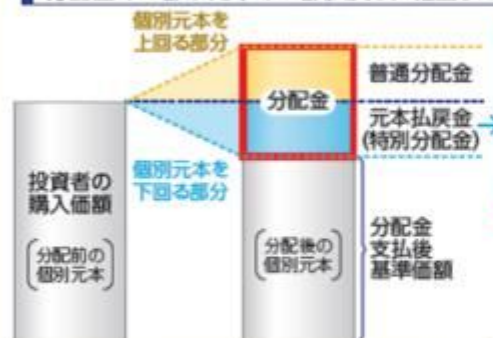 個別元本を
上回る部分
普通分配金
分配金
元本払戻金
(特別分配金)
個別元本を
下回る部分
投資者の
購入価額
(分配前の
個別元本)
(分配後の
個別元本)
分配金
支払後
基準価額